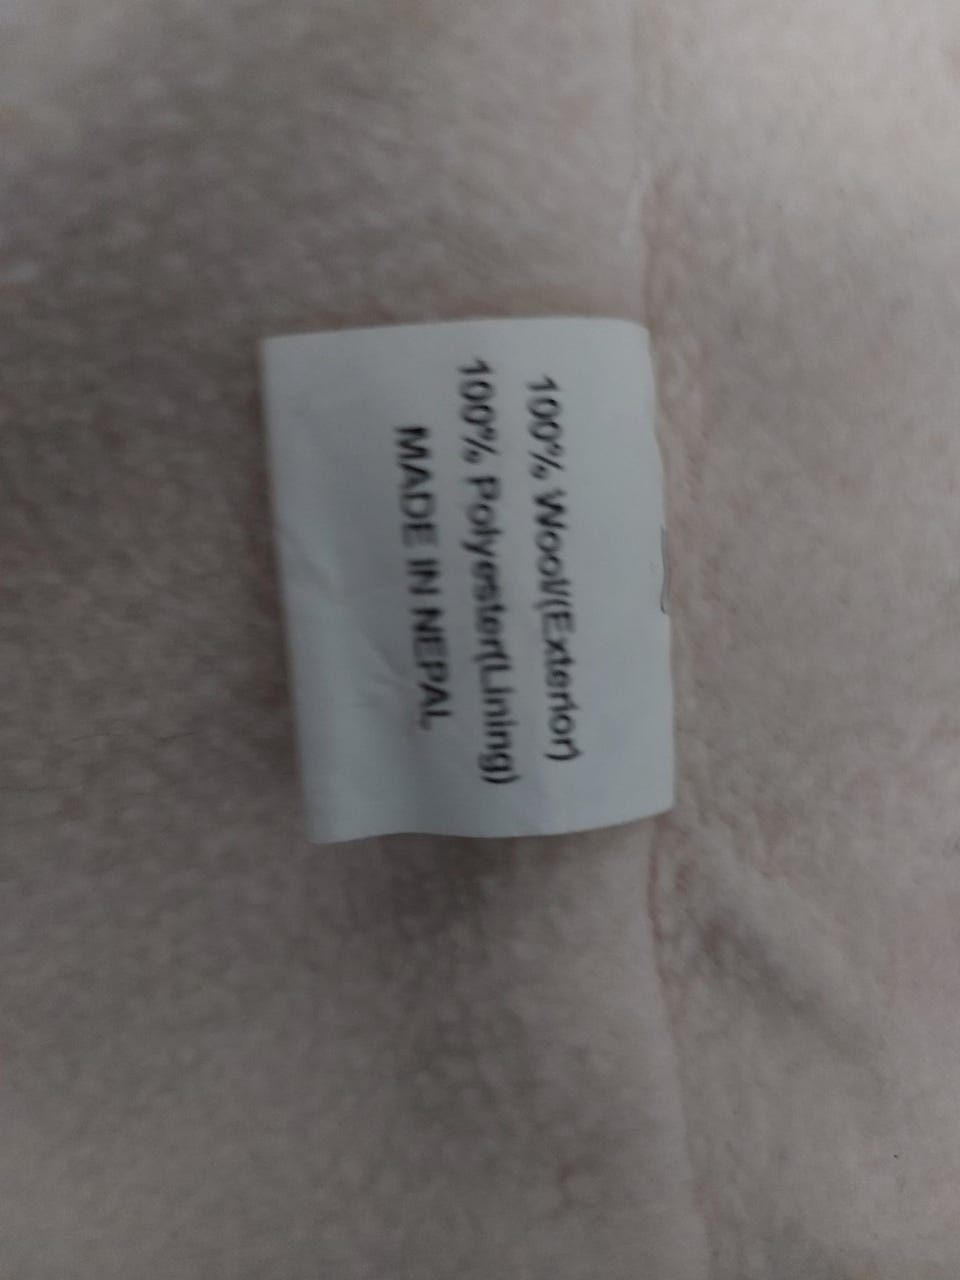 100% Wool/(Exterior)
100% Polyester(Lining)
MADE IN NEPAL